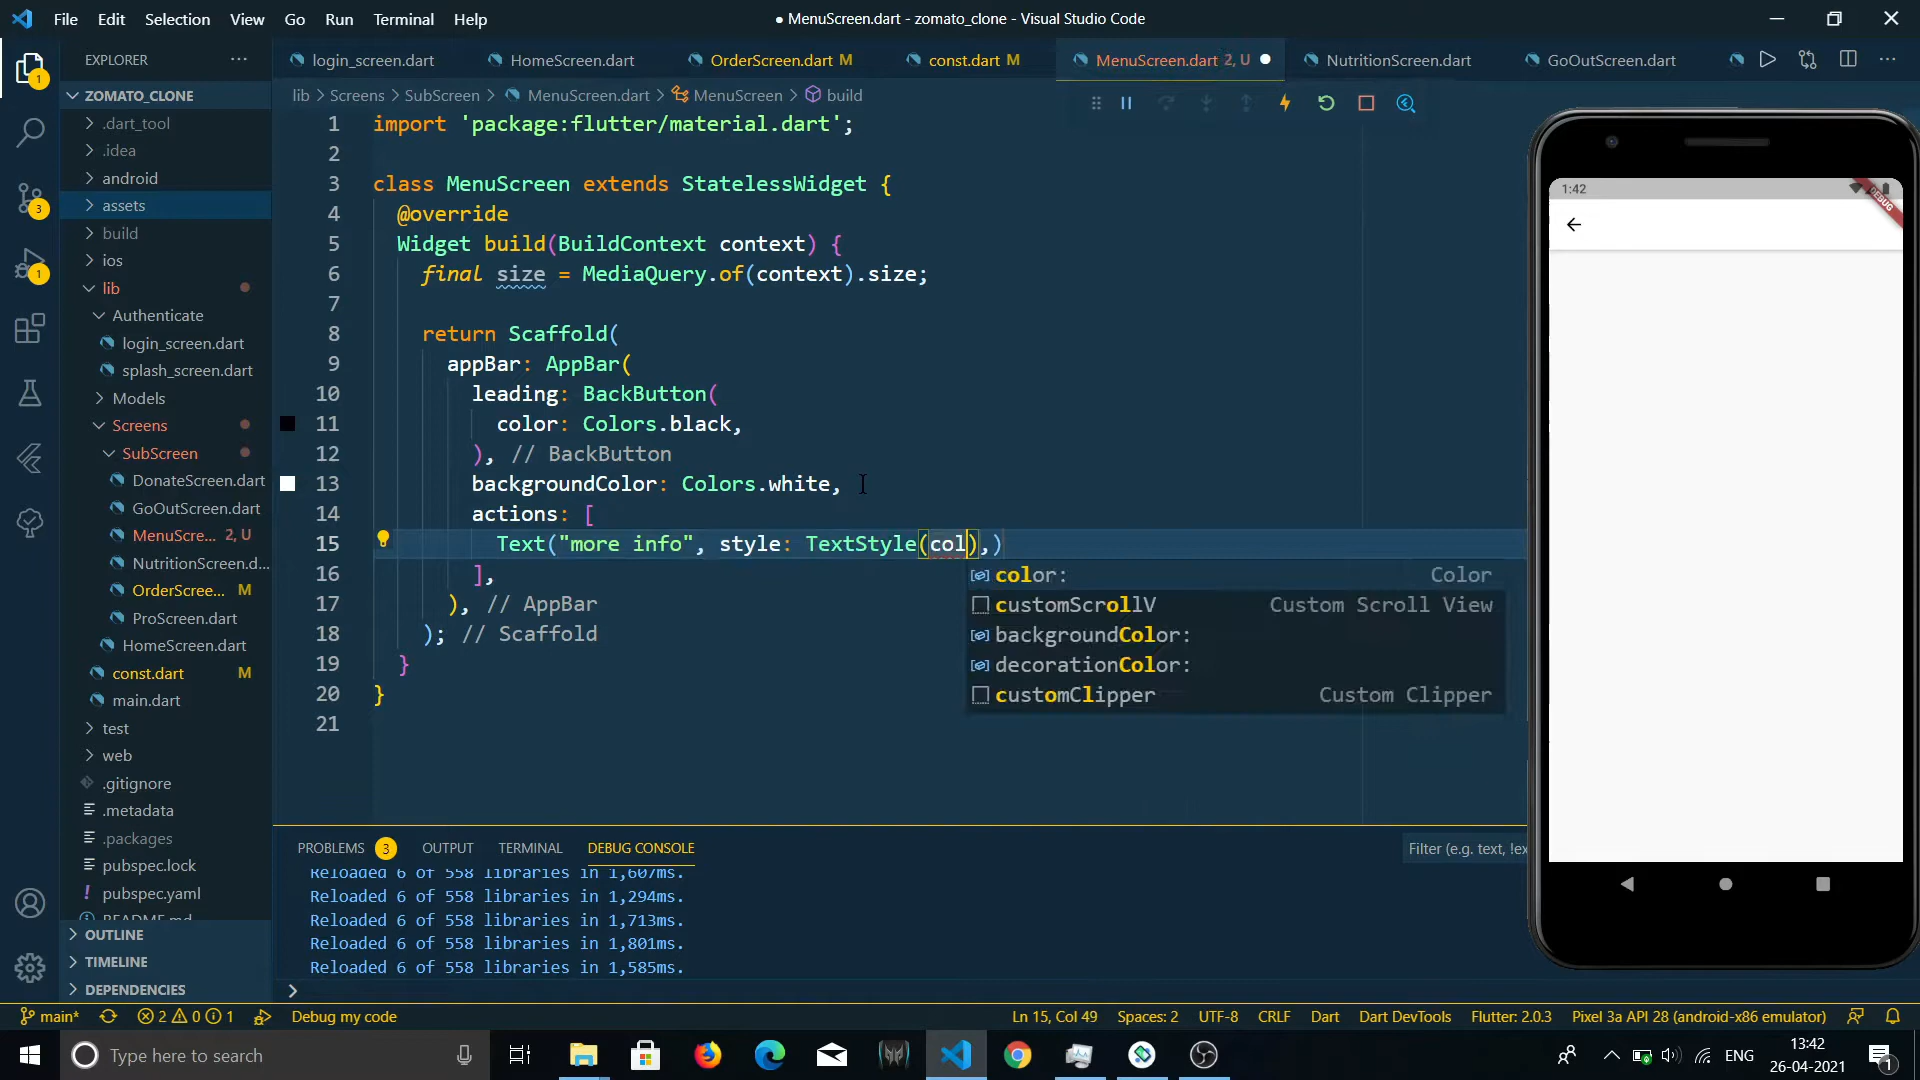 File Edit Selection View Go Run Terminal Help
● MenuScreen.dart - zomato_clone - Visual Studio Code
EXPLORER ···
login_screen.dart HomeScreen.dart OrderScreen.dart M const.dart M MenuScreen.dart 2, U NutritionScreen.dart GoOutScreen.dart
lib > Screens > SubScreen > MenuScreen.dart > MenuScreen > build
ZOMATO_CLONE
.dart_tool
.idea
android
assets
build
ios
lib
Authenticate
login_screen.dart
splash_screen.dart
Models
Screens
SubScreen
DonateScreen.dart
GoOutScreen.dart
MenuScre... 2, U
NutritionScreen.d...
OrderScree... M
ProScreen.dart
HomeScreen.dart
const.dart M
main.dart
test
web
.gitignore
.metadata
.packages
pubspec.lock
pubspec.yaml
README.md
OUTLINE
TIMELINE
DEPENDENCIES
1 import 'package:flutter/material.dart';
2
3 class MenuScreen extends StatelessWidget {
4 @override
5 Widget build(BuildContext context) {
6 final size = MediaQuery.of(context).size;
7
8 return Scaffold(
9 appBar: AppBar(
10 leading: BackButton(
11 color: Colors.black,
12 ), // BackButton
13 backgroundColor: Colors.white,
14 actions: [
15 Text("more info", style: TextStyle(col),)
16 ],
17 ), // AppBar
18 ); // Scaffold
19 }
20 }
21
color: Color
customScrollV Custom Scroll View
backgroundColor:
decorationColor:
customClipper Custom Clipper
1:42
DEBUG
PROBLEMS 3 OUTPUT TERMINAL DEBUG CONSOLE
Filter (e.g. text, !ex
Reloaded 6 of 558 libraries in 1,607ms.
Reloaded 6 of 558 libraries in 1,294ms.
Reloaded 6 of 558 libraries in 1,713ms.
Reloaded 6 of 558 libraries in 1,801ms.
Reloaded 6 of 558 libraries in 1,585ms.
1
3
1
main* 2 0 1 Debug my code
Ln 15, Col 49 Spaces: 2 UTF-8 CRLF Dart Dart DevTools Flutter: 2.0.3 Pixel 3a API 28 (android-x86 emulator)
Type here to search
ENG
13:42
26-04-2021
1